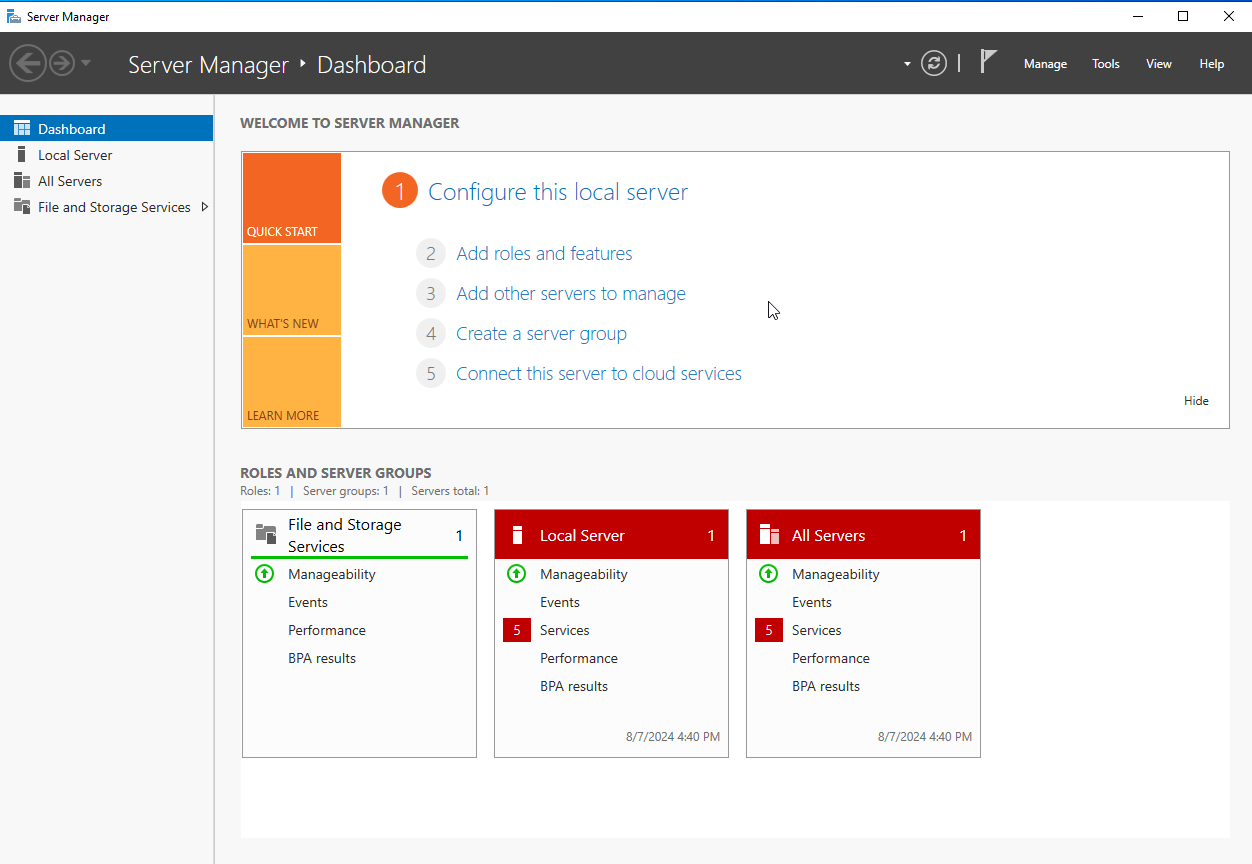 Server Manager
Server Manager Dashboard
Manage Tools View Help
Dashboard
Local Server
All Servers
File and Storage Services
WELCOME TO SERVER MANAGER
QUICK START
WHAT'S NEW
LEARN MORE
1 Configure this local server
2 Add roles and features
3 Add other servers to manage
4 Create a server group
5 Connect this server to cloud services
Hide
ROLES AND SERVER GROUPS
Roles: 1 | Server groups: 1 | Servers total: 1
File and Storage
Services
1
Manageability
Events
Performance
BPA results
Local Server 1
Manageability
Events
5 Services
Performance
BPA results
8/7/2024 4:40 PM
All Servers 1
Manageability
Events
5 Services
Performance
BPA results
8/7/2024 4:40 PM